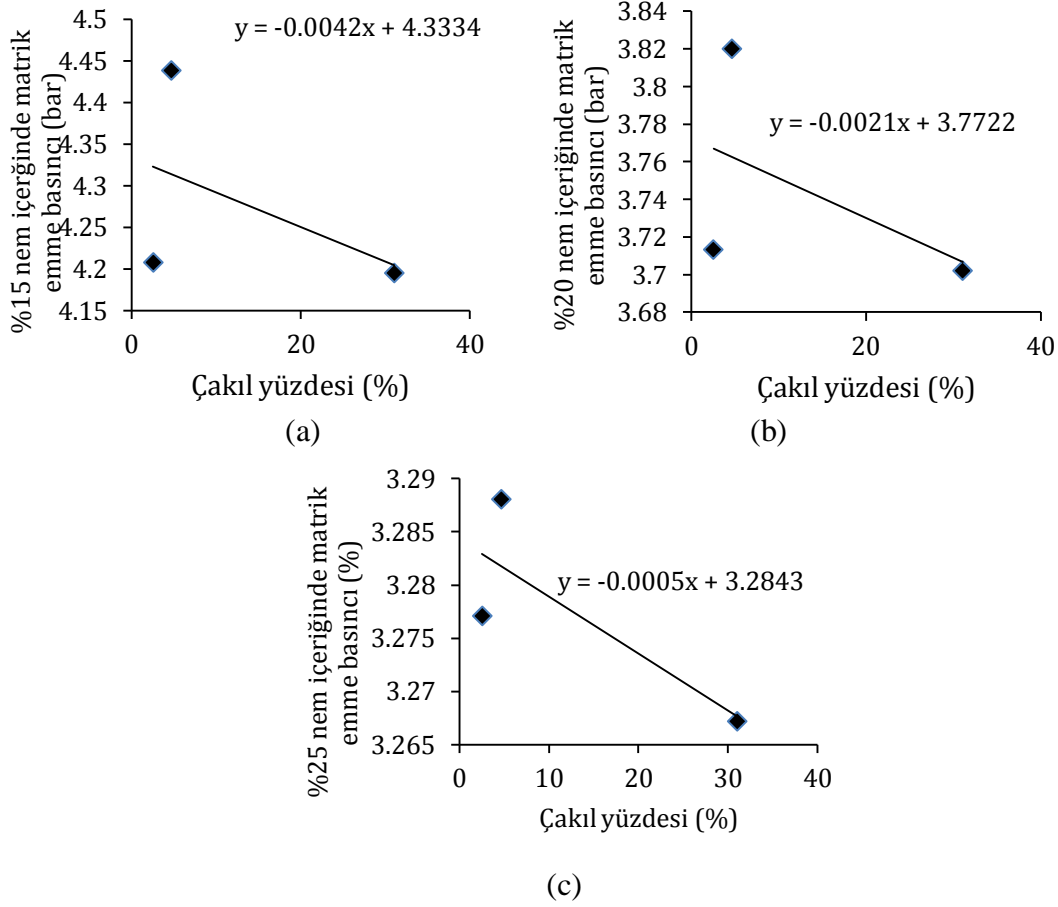 %15 nem içerğinde matrik
emme basıncı (bar)
4.5
4.45
4.4
4.35
4.3
4.25
4.2
4.15
y = -0.0042x + 4.3334
0
20
40
Çakıl yüzdesi (%)
(a)
%20 nem içeriğinde matrik
emme basıncı (bar)
3.84
3.82
3.8
3.78
3.76
3.74
3.72
3.7
3.68
y = -0.0021x + 3.7722
0
20
40
Çakıl yüzdesi (%)
(b)
%25 nem içeriğinde matrik
emme basıncı (%)
3.29
3.285
3.28
3.275
3.27
3.265
y = -0.0005x + 3.2843
0
10
20
30
40
Çakıl yüzdesi (%)
(c)